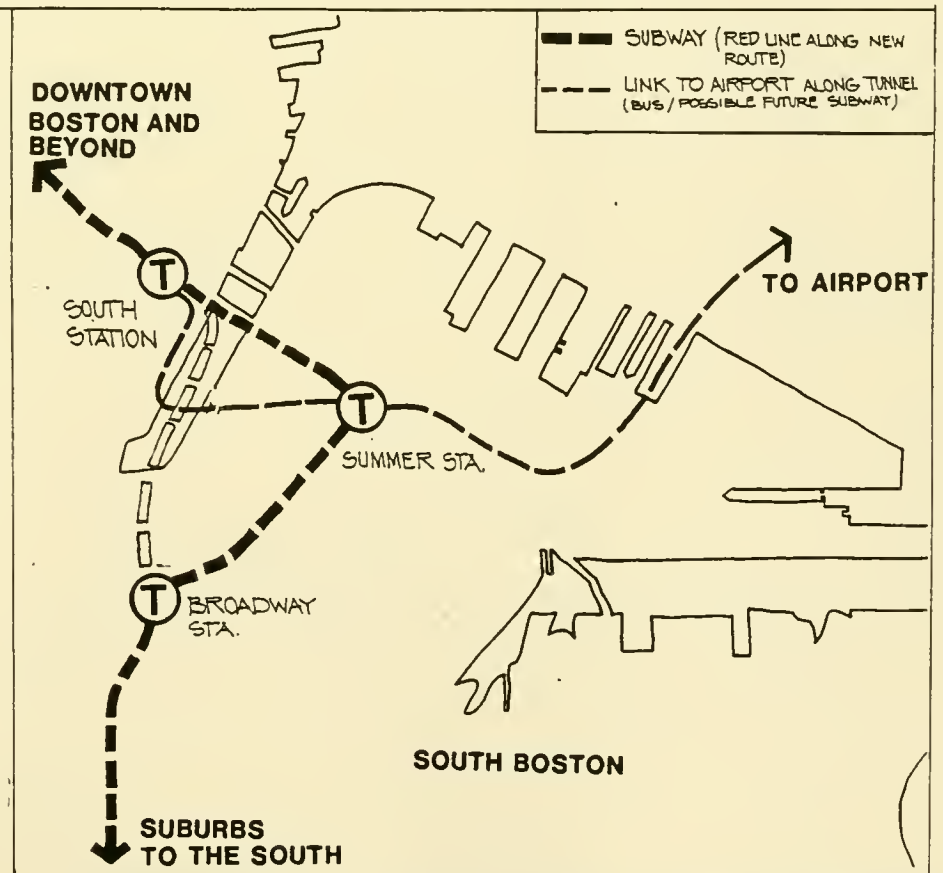 SUBWAY (RED LINE ALONG NEW
ROUTE)
LINK TO AIRPORT ALONG TUNNEL
(BUS/POSSIBLE FUTURE SUBWAY)
DOWNTOWN
BOSTON AND
BEYOND
T
SOUTH
STATION
TO AIRPORT
T
SUMMER STA.
T
BROADWAY
STA.
SOUTH BOSTON
SUBURBS
TO THE SOUTH